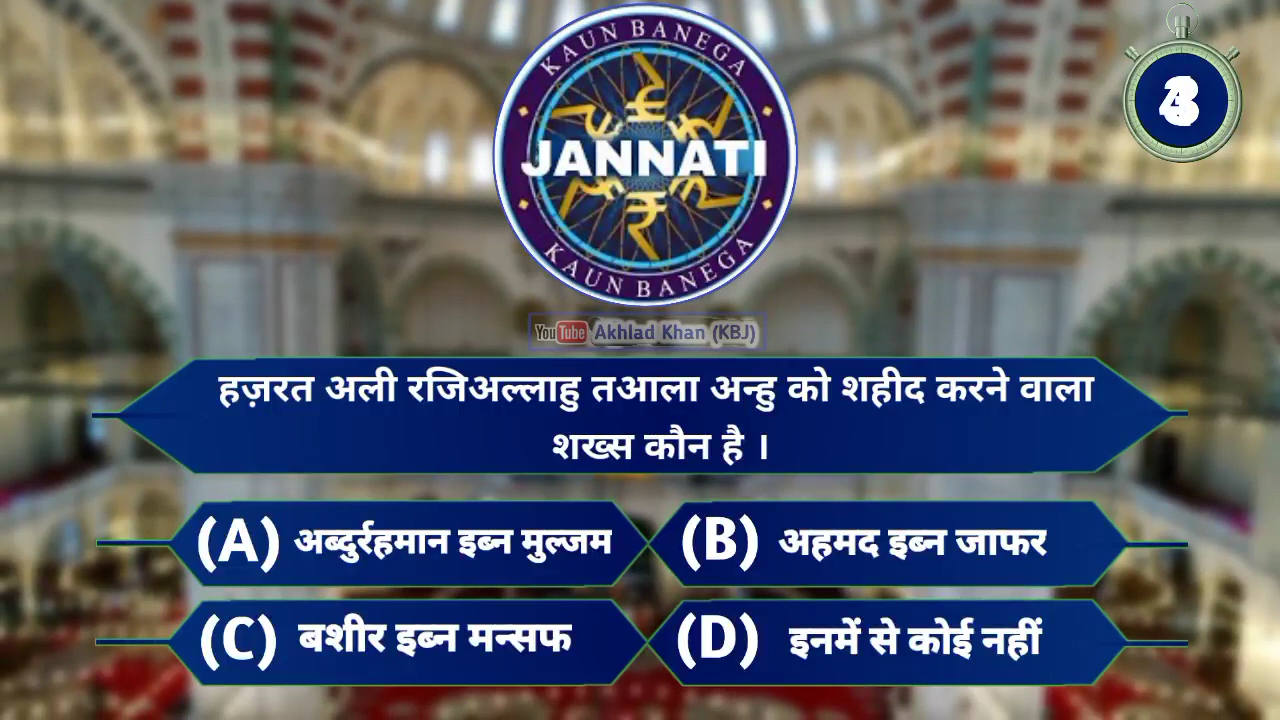 KAUN BANEGA
JANNATI
KAUN BANEGA
YouTube Akhlad Khan (KBJ)
हज़रत अली रजिअल्लाहु तआला अन्हु को शहीद करने वाला
शख्स कौन है ।
(A) अब्दुर्रहमान इब्न मुल्जम
(B) अहमद इब्न जाफर
(C) बशीर इब्न मन्सफ
(D) इनमें से कोई नहीं